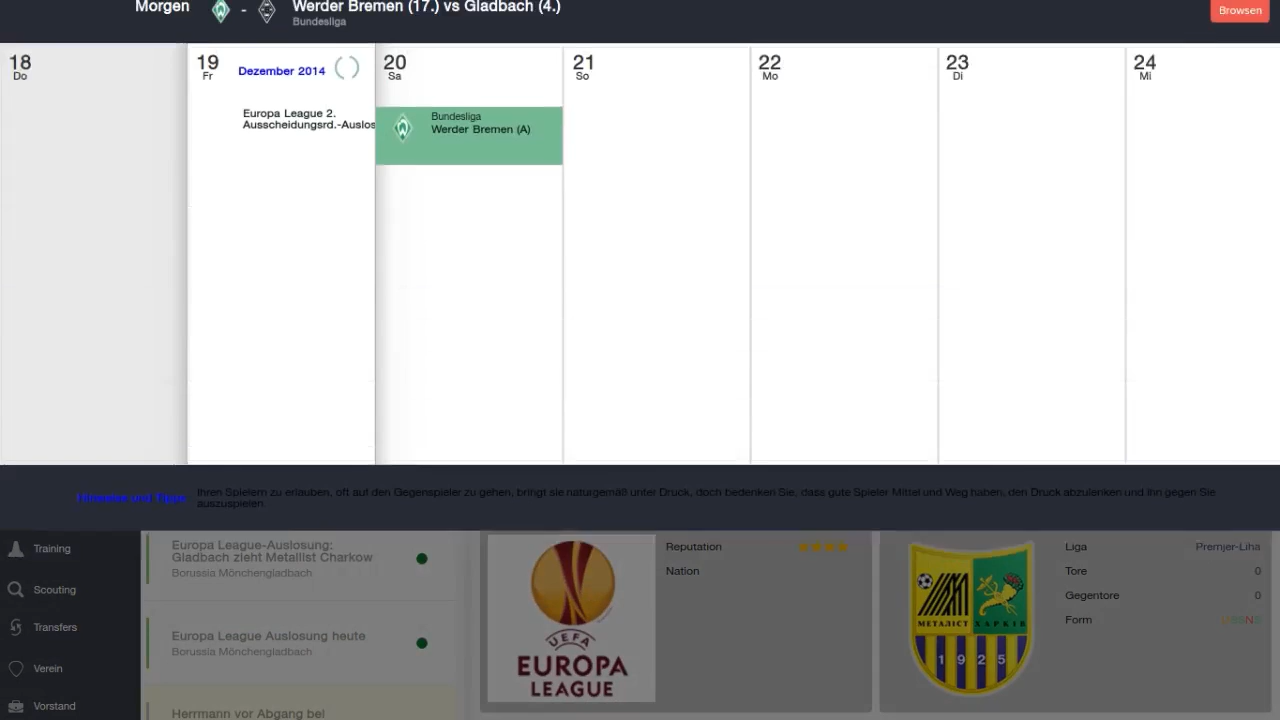 Morgen
-
Werder Bremen (17.) vs Gladbach (4.)
Bundesliga
Browsen
18
Do
19
Fr
Dezember 2014
20
Sa
21
So
22
Mo
23
Di
24
Mi
Europa League 2.
Ausscheidungsrd.-Auslos
Bundesliga
Werder Bremen (A)
Hinweise und Tipps
Ihren Spielern zu erlauben, oft auf den Gegenspieler zu gehen, bringt sie naturgemäß unter Druck, doch bedenken Sie, dass gute Spieler Mittel und Weg haben, den Druck abzulenken und ihn gegen Sie
auszuspielen.
Training
Scouting
Transfers
Verein
Vorstand
Europa League-Auslosung:
Gladbach zieht Metallist Charkow
Borussia Mönchengladbach
Europa League Auslosung heute
Borussia Mönchengladbach
Herrmann vor Abgang bei
UEFA
EUROPA
LEAGUE
Reputation
Nation
МЕТАЛІСТ ХАРКІВ
1 9 2 5
Liga Premjer-Liha
Tore 0
Gegentore 0
Form